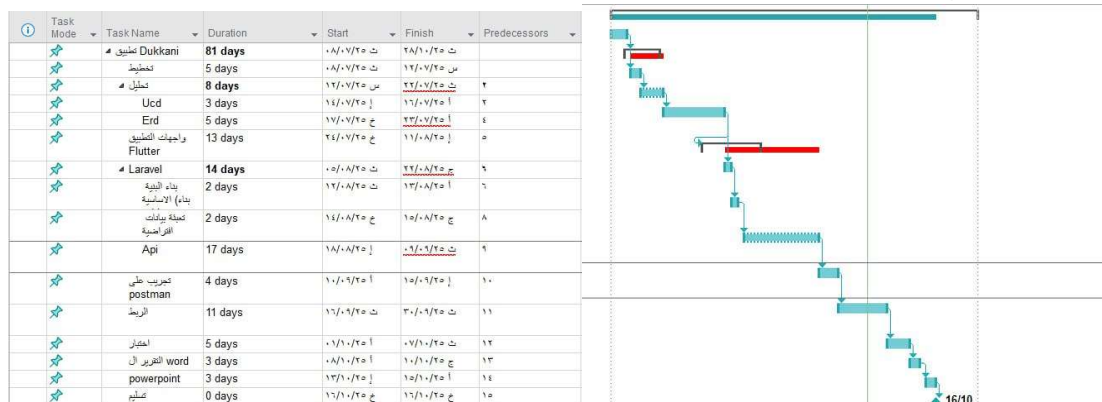 Task Mode Task Name Duration Start Finish Predecessors
تطبيق Dukkani 81 days ث ٠٨/٠٧/٢٥ ث ٢٨/١٠/٢٥
تخطيط 5 days ث ٠٨/٠٧/٢٥ س ١٢/٠٧/٢٥
تحليل 8 days س ١٢/٠٧/٢٥ ث ٢٢/٠٧/٢٥ ٢
Ucd 3 days إ ١٤/٠٧/٢٥ أ ١٦/٠٧/٢٥ ٢
Erd 5 days خ ١٧/٠٧/٢٥ أ ٢٣/٠٧/٢٥ ٤
واجهات التطبيق Flutter 13 days خ ٢٤/٠٧/٢٥ إ ١١/٠٨/٢٥ ٥
Laravel 14 days ث ٠٥/٠٨/٢٥ ج ٢٢/٠٨/٢٥ ٦
بناء البنية الاساسية (بناء 2 days ث ١٢/٠٨/٢٥ أ ١٣/٠٨/٢٥ ٦
تعبئة بيانات افتراضية 2 days خ ١٤/٠٨/٢٥ ج ١٥/٠٨/٢٥ ٨
Api 17 days إ ١٨/٠٨/٢٥ ث ٠٩/٠٩/٢٥ ٩
تجريب على postman 4 days أ ١٠/٠٩/٢٥ إ ١٥/٠٩/٢٥ ١٠
الربط 11 days ث ١٦/٠٩/٢٥ ث ٣٠/٠٩/٢٥ ١١
اختبار 5 days أ ٠١/١٠/٢٥ ث ٠٧/١٠/٢٥ ١٢
التقرير ال word 3 days أ ٠٨/١٠/٢٥ ج ١٠/١٠/٢٥ ١٣
powerpoint 3 days إ ١٣/١٠/٢٥ أ ١٥/١٠/٢٥ ١٤
تسليم 0 days خ ١٦/١٠/٢٥ خ ١٦/١٠/٢٥ ١٥
16/10